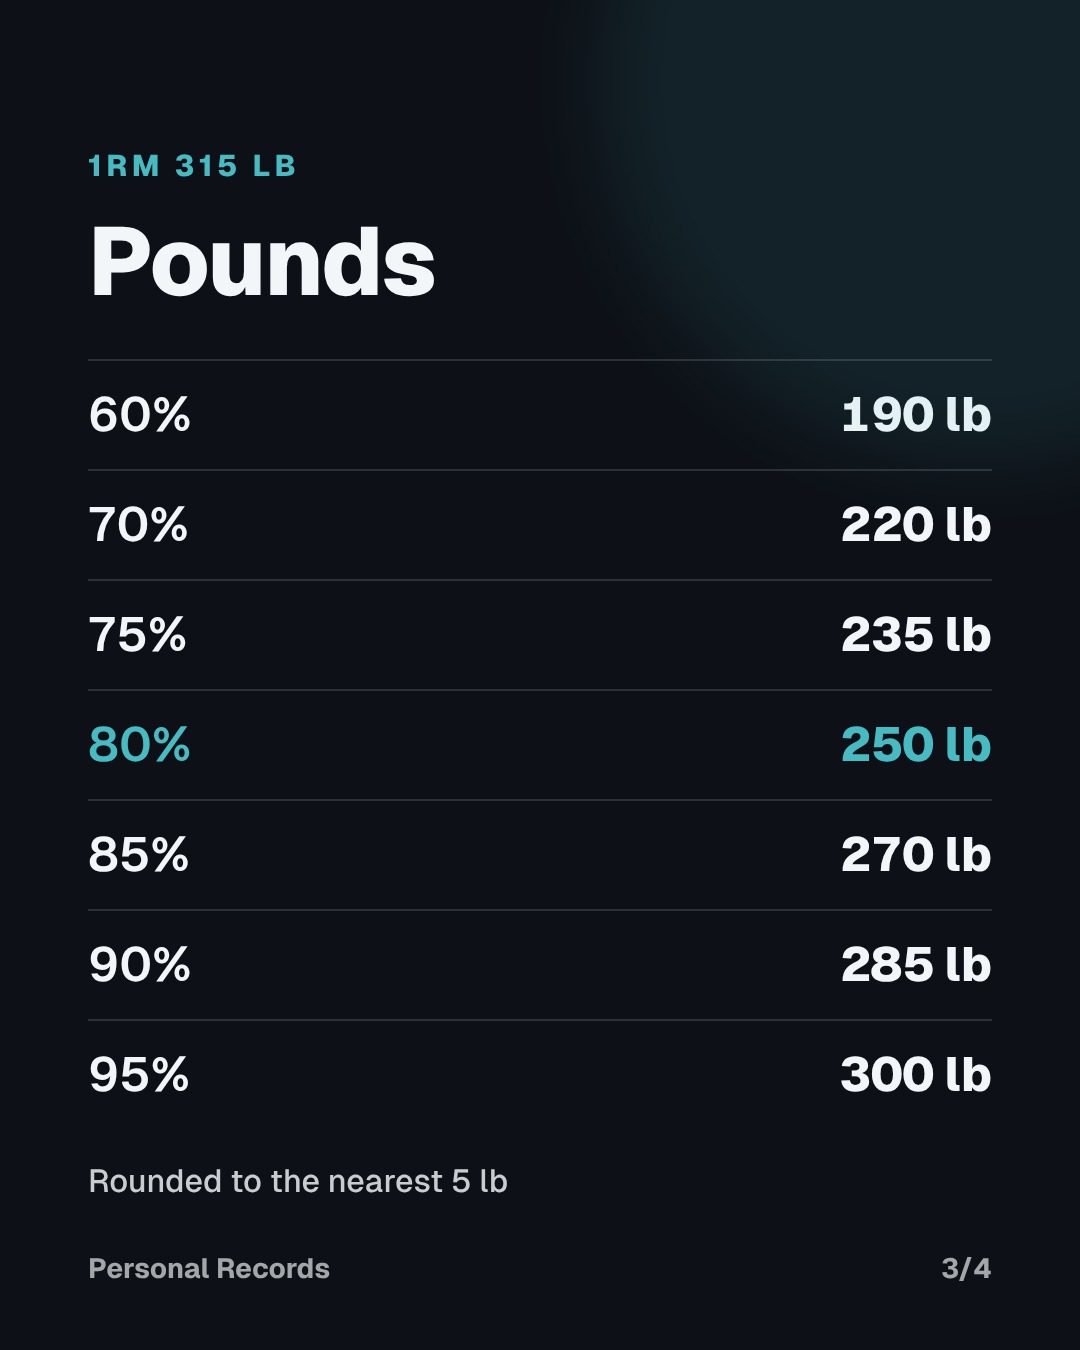 1RM 315 LB
Pounds
60% 190 lb
70% 220 lb
75% 235 lb
80% 250 lb
85% 270 lb
90% 285 lb
95% 300 lb
Rounded to the nearest 5 lb
Personal Records 3/4